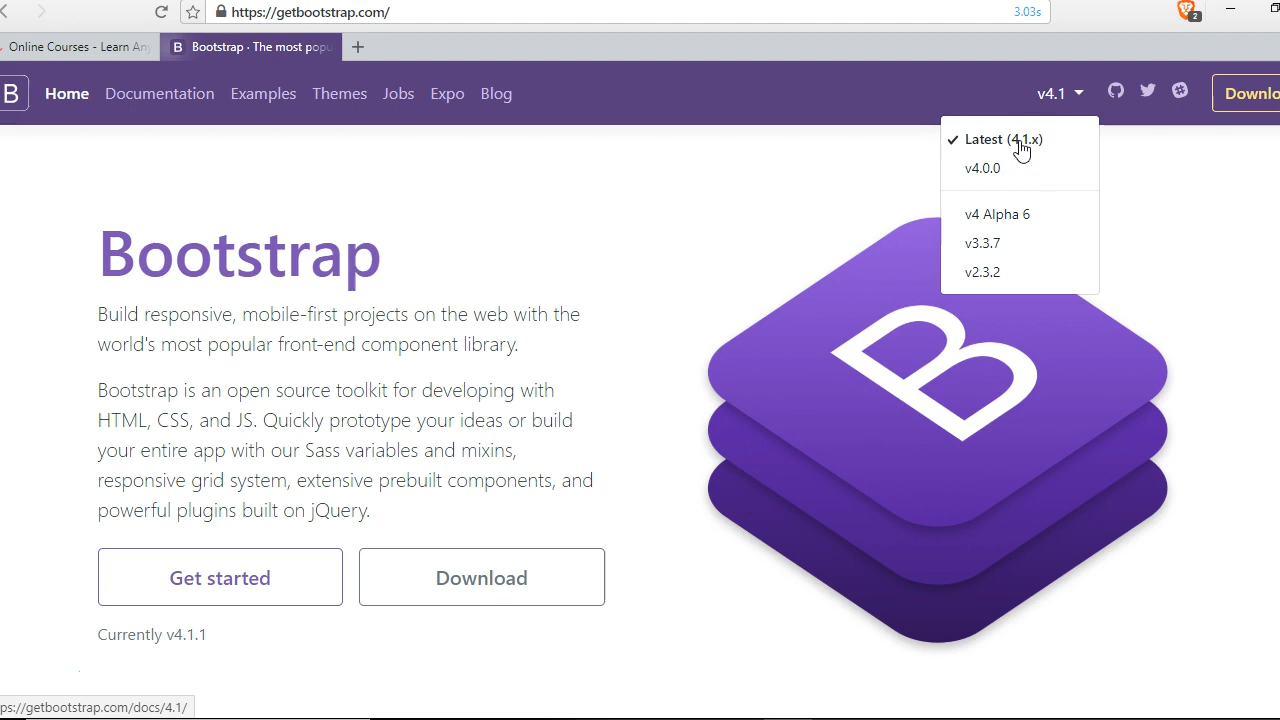 https://getbootstrap.com/
3.03s
2
Online Courses - Learn Any
B Bootstrap · The most popu
B Home Documentation Examples Themes Jobs Expo Blog
v4.1
Downlo
Latest (4.1.x)
v4.0.0
v4 Alpha 6
v3.3.7
v2.3.2
Bootstrap
Build responsive, mobile-first projects on the web with the
world's most popular front-end component library.
Bootstrap is an open source toolkit for developing with
HTML, CSS, and JS. Quickly prototype your ideas or build
your entire app with our Sass variables and mixins,
responsive grid system, extensive prebuilt components, and
powerful plugins built on jQuery.
B
Get started
Download
Currently v4.1.1
ps://getbootstrap.com/docs/4.1/